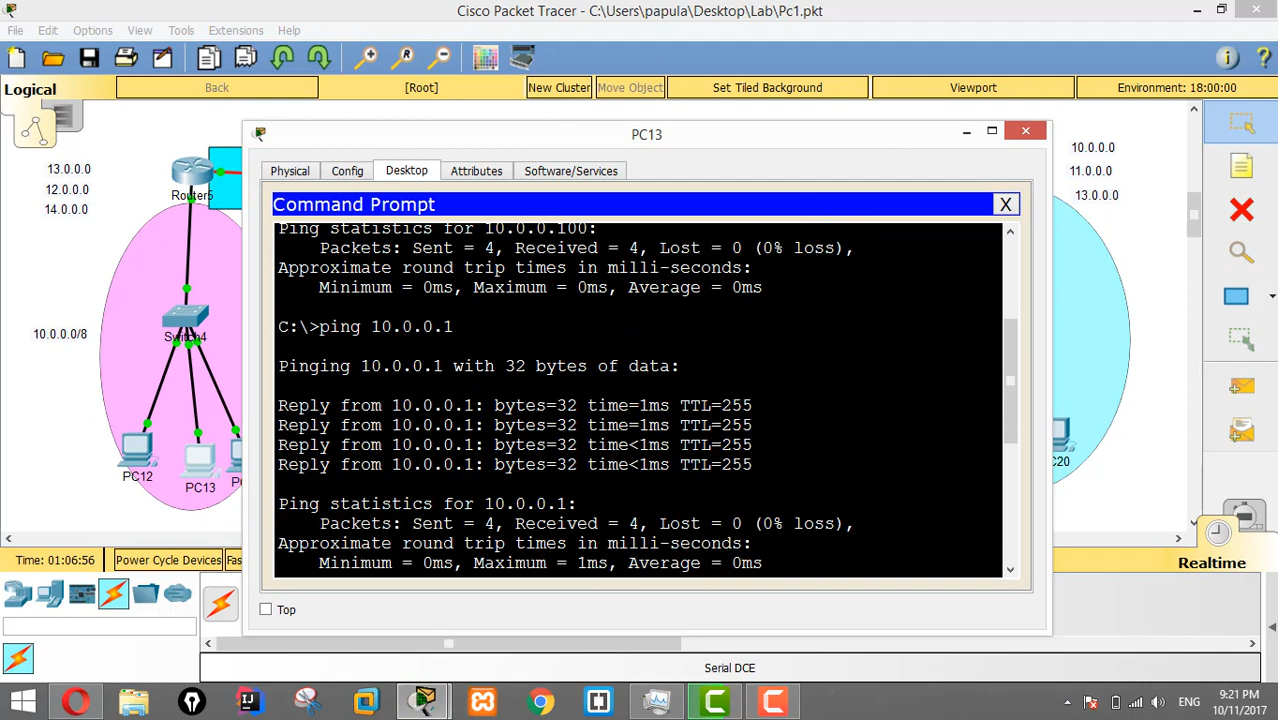 Cisco Packet Tracer - C:\Users\papula\Desktop\Lab\Pc1.pkt
File Edit Options View Tools Extensions Help
Logical
Back
[Root]
New Cluster
Move Object
Set Tiled Background
Viewport
Environment: 18:00:00
13.0.0.0
12.0.0.0
14.0.0.0
Router5
10.0.0.0/8
Switch4
PC12
PC13
10.0.0.0
11.0.0.0
13.0.0.0
PC13
Physical Config Desktop Attributes Software/Services
Command Prompt
X
Ping statistics for 10.0.0.100:
Packets: Sent = 4, Received = 4, Lost = 0 (0% loss),
Approximate round trip times in milli-seconds:
Minimum = 0ms, Maximum = 0ms, Average = 0ms
C:\>ping 10.0.0.1
Pinging 10.0.0.1 with 32 bytes of data:
Reply from 10.0.0.1: bytes=32 time=1ms TTL=255
Reply from 10.0.0.1: bytes=32 time=1ms TTL=255
Reply from 10.0.0.1: bytes=32 time<1ms TTL=255
Reply from 10.0.0.1: bytes=32 time<1ms TTL=255
Ping statistics for 10.0.0.1:
Packets: Sent = 4, Received = 4, Lost = 0 (0% loss),
Approximate round trip times in milli-seconds:
Minimum = 0ms, Maximum = 1ms, Average = 0ms
Top
Time: 01:06:56
Power Cycle Devices
Realtime
Serial DCE
ENG
9:21 PM
10/11/2017